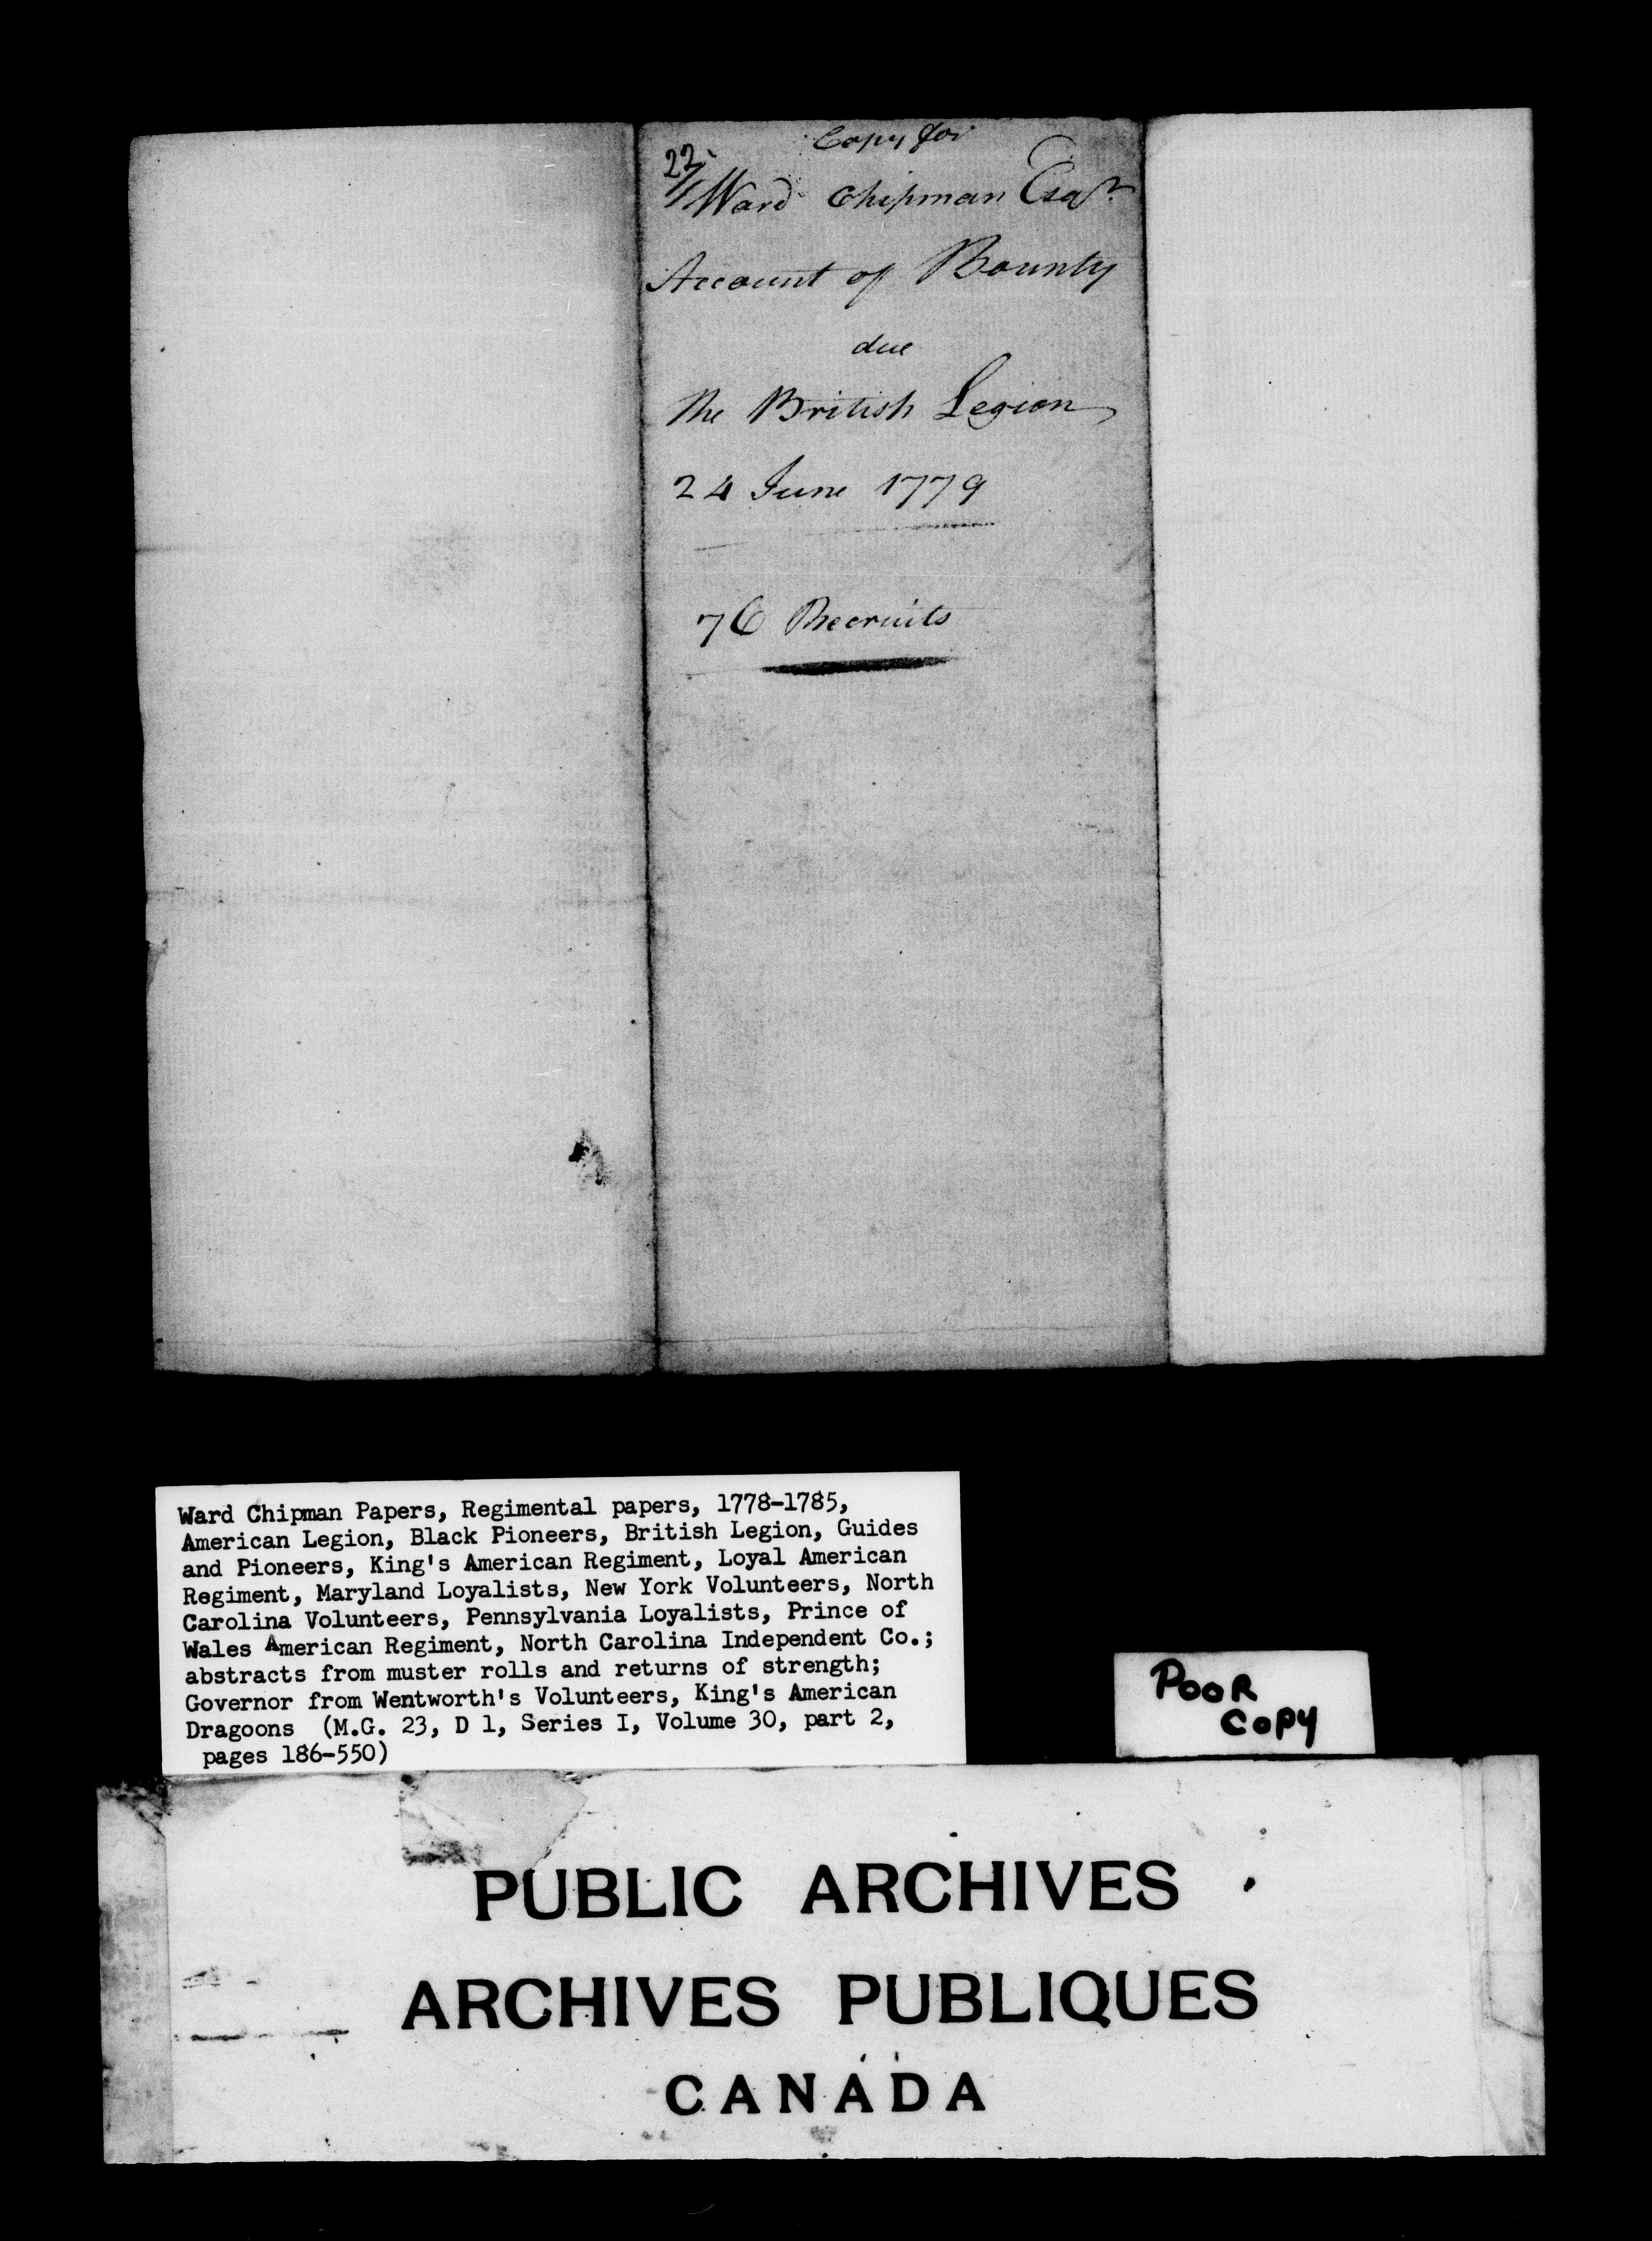 Copy for
22/ Ward Chipman Esqr.
Account of Bounty
due
The British Legion
24 June 1779
76 Recruits
Ward Chipman Papers, Regimental papers, 1778-1785,
American Legion, Black Pioneers, British Legion, Guides
and Pioneers, King's American Regiment, Loyal American
Regiment, Maryland Loyalists, New York Volunteers, North
Carolina Volunteers, Pennsylvania Loyalists, Prince of
Wales American Regiment, North Carolina Independent Co.;
abstracts from muster rolls and returns of strength;
Governor from Wentworth's Volunteers, King's American
Dragoons (M.G. 23, D 1, Series I, Volume 30, part 2,
pages 186-550)
POOR
COPY
PUBLIC ARCHIVES
ARCHIVES PUBLIQUES
CANADA